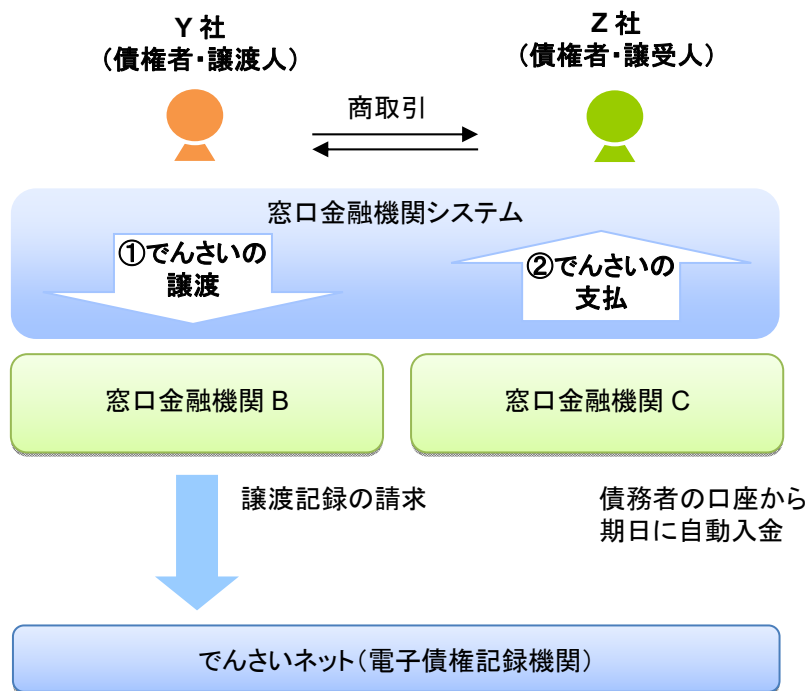 Y 社
(債権者・譲渡人)
Z 社
(債権者・譲受人)
商取引
窓口金融機関システム
①でんさいの
譲渡
②でんさいの
支払
窓口金融機関 B
窓口金融機関 C
譲渡記録の請求
債務者の口座から
期日に自動入金
でんさいネット(電子債権記録機関)